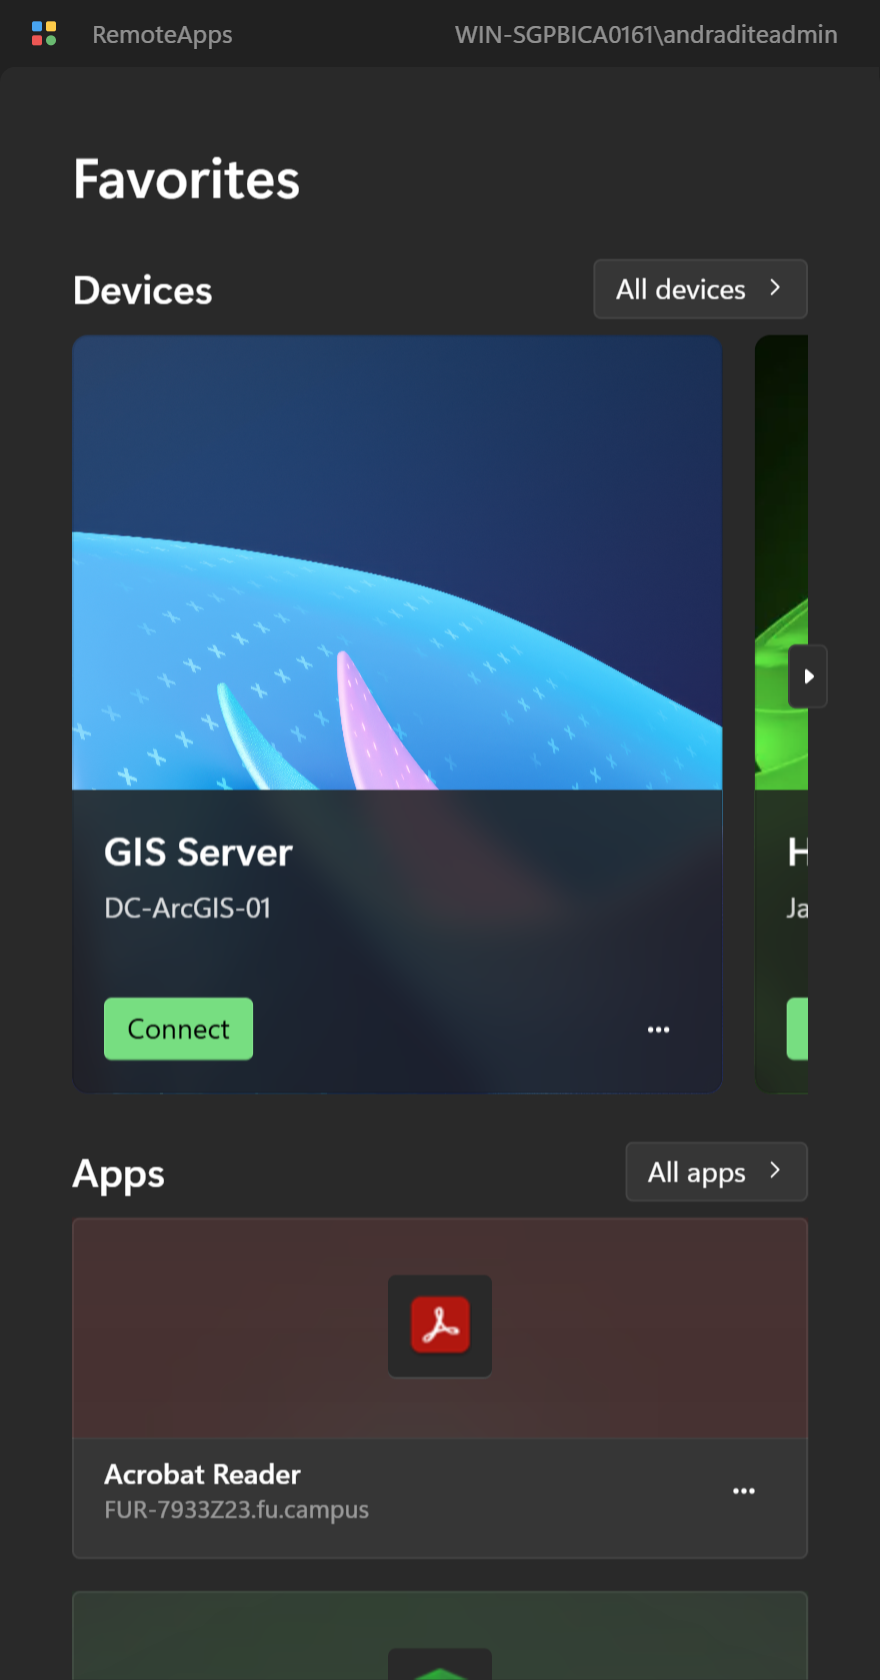 RemoteApps
WIN-SGPBICA0161\andraditeadmin
Favorites
Devices
All devices
GIS Server
DC-ArcGIS-01
Connect
Apps
All apps
Acrobat Reader
FUR-7933Z23.fu.campus